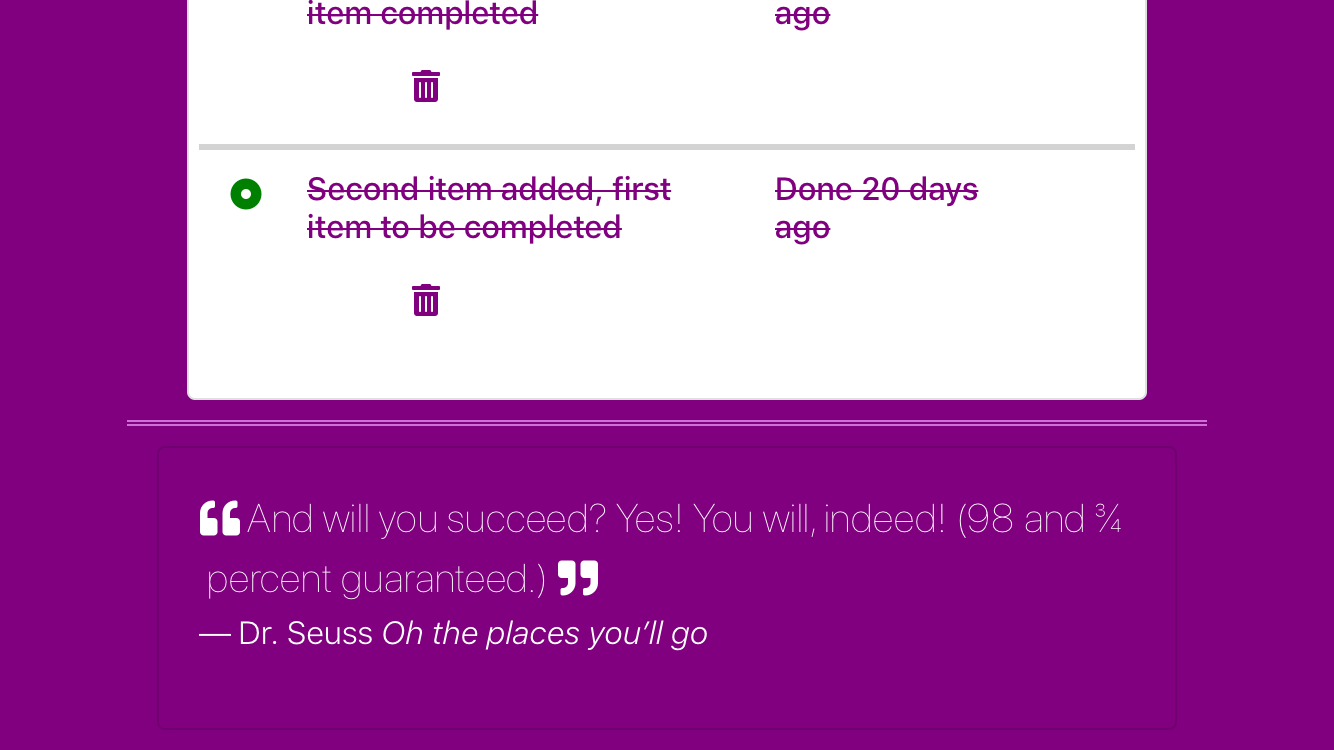 item completed
ago
Second item added, first
item to be completed
Done 20 days
ago
❝ And will you succeed? Yes! You will, indeed! (98 and ¾
percent guaranteed.) ❞
— Dr. Seuss Oh the places you’ll go